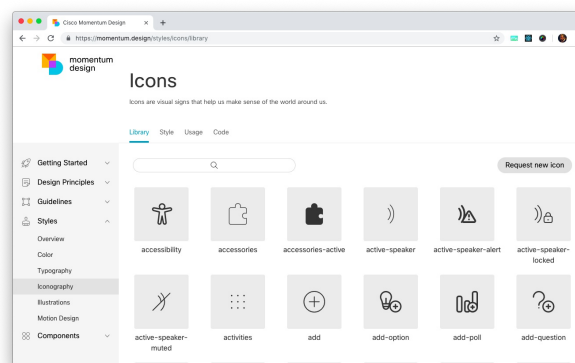 Cisco Momentum Design
https://momentum.design/styles/icons/library
momentum
design
Icons
Icons are visual signs that help us make sense of the world around us.
Library Style Usage Code
Request new icon
Getting Started
Design Principles
Guidelines
Styles
Overview
Color
Typography
Iconography
Illustrations
Motion Design
Components
accessibility
accessories
accessories-active
active-speaker
active-speaker-alert
active-speaker-
locked
active-speaker-
muted
activities
add
add-option
add-poll
add-question